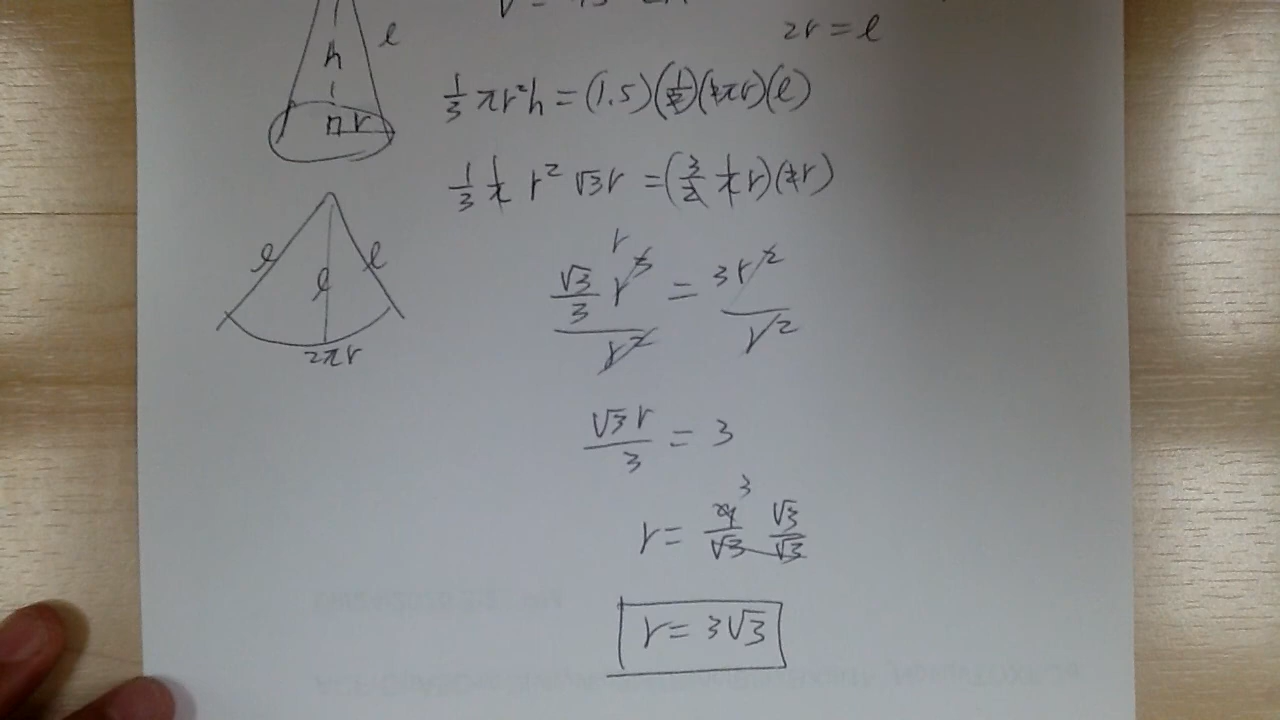 h
l
r
2r = l
1/3 πr²h = (1.5)(1/2)(2πr)(l)
1/3 π r² √3r = (3/2 π r)(2r)
l
l
l
2πr
r
√3/3 r³ / r² = 3r² / r²
√3r/3 = 3
3
r = 9/√3 √3/√3
r = 3√3